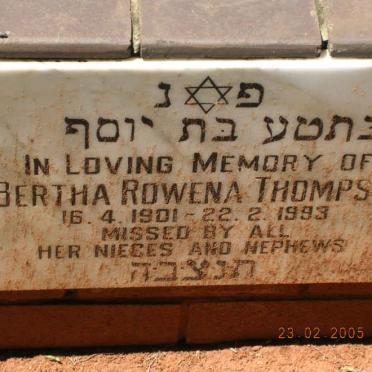 פ נ
בתטע בת יוסף
IN LOVING MEMORY OF
BERTHA ROWENA THOMPS
16. 4. 1901 - 22. 2. 1993
MISSED BY ALL
HER NIECES AND NEPHEWS
תנצבה
23.02.2005